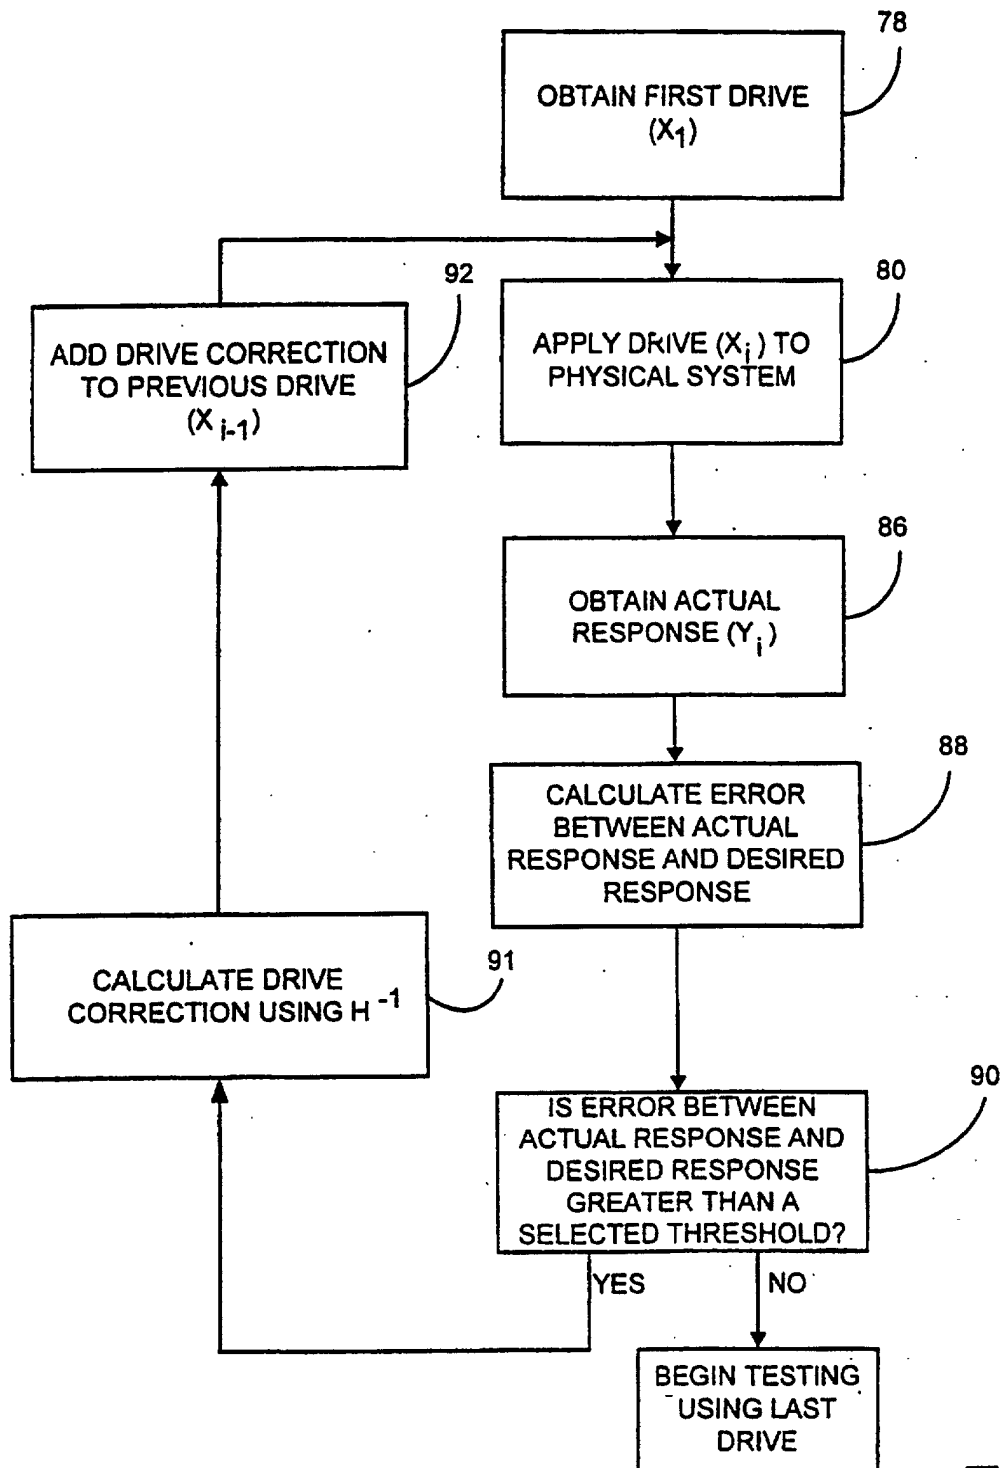 78
OBTAIN FIRST DRIVE
(X1)
92
80
ADD DRIVE CORRECTION
TO PREVIOUS DRIVE
(X i-1)
APPLY DRIVE (Xi) TO
PHYSICAL SYSTEM
86
OBTAIN ACTUAL
RESPONSE (Yi)
88
CALCULATE ERROR
BETWEEN ACTUAL
RESPONSE AND DESIRED
RESPONSE
91
CALCULATE DRIVE
CORRECTION USING H -1
90
IS ERROR BETWEEN
ACTUAL RESPONSE AND
DESIRED RESPONSE
GREATER THAN A
SELECTED THRESHOLD?
YES
NO
BEGIN TESTING
USING LAST
DRIVE